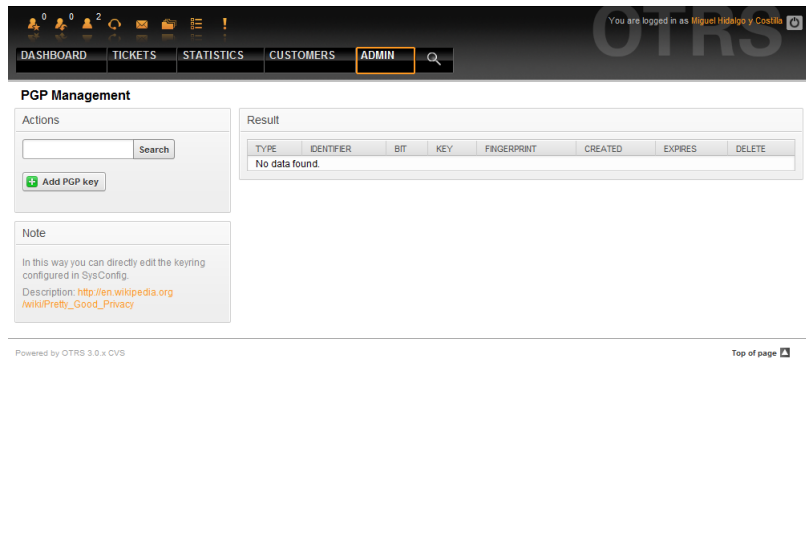 0 0 2
You are logged in as Miguel Hidalgo y Costilla
OTRS
DASHBOARD TICKETS STATISTICS CUSTOMERS ADMIN
PGP Management
Actions
Search
Add PGP key
Note
In this way you can directly edit the keyring
configured in SysConfig.
Description: http://en.wikipedia.org
/wiki/Pretty_Good_Privacy
Result
TYPE IDENTIFIER BIT KEY FINGERPRINT CREATED EXPIRES DELETE
No data found.
Powered by OTRS 3.0.x CVS
Top of page